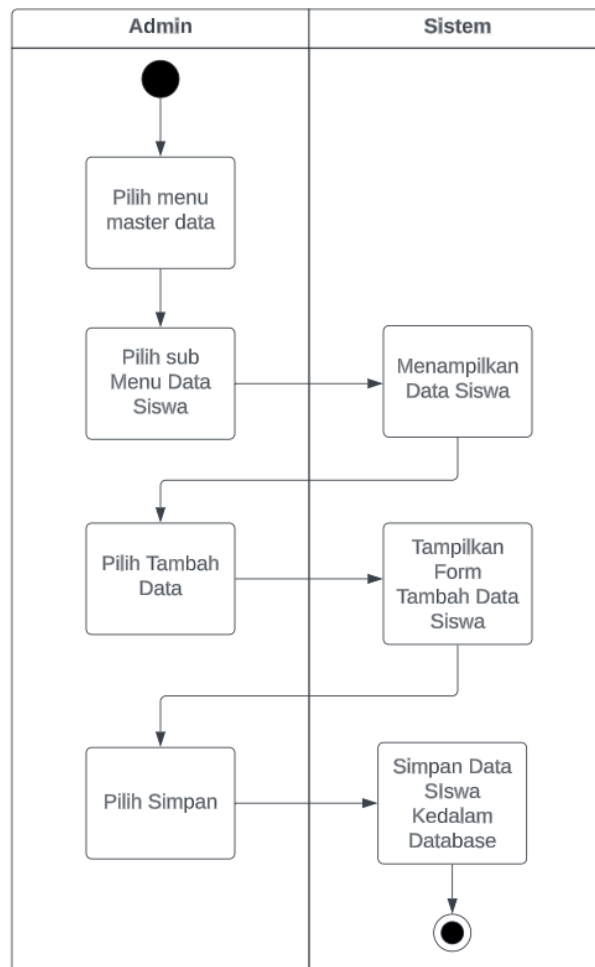 Admin
Sistem
Pilih menu
master data
Pilih sub
Menu Data
Siswa
Menampilkan
Data Siswa
Pilih Tambah
Data
Tampilkan
Form
Tambah Data
Siswa
Pilih Simpan
Simpan Data
SIswa
Kedalam
Database